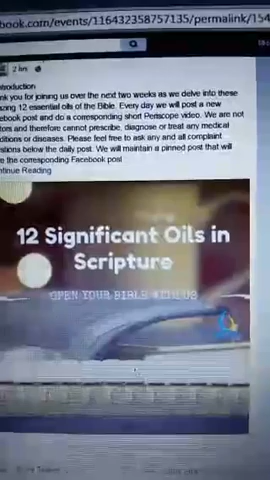 book.com/events/116432358757135/permalink/154
2 hrs
troduction
nk you for joining us over the next two weeks as we delve into these
zing 12 essential oils of the Bible. Every day we will post a new
ebook post and do a corresponding short Periscope video. We are not
tors and therefore cannot prescribe, diagnose or treat any medical
ditions or diseases. Please feel free to ask any and all complaint
stions below the daily post. We will maintain a pinned post that will
e the corresponding Facebook post
ntinue Reading
12 Significant Oils in
Scripture
OPEN YOUR BIBLE WITH US